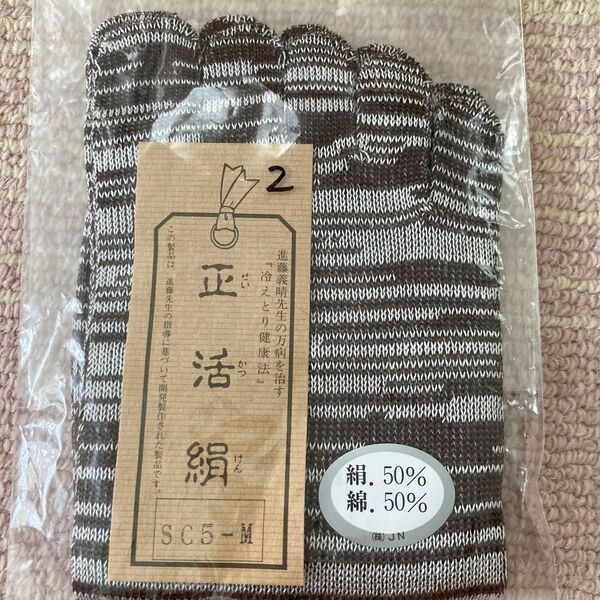 2
進藤義晴先生の万病を治す
『冷えとり健康法』
正活絹
せいかつけん
この製品は、進藤先生の指導に基づいて開発製作された製品です。
SC5-M
絹.50%
綿.50%
㈱JN